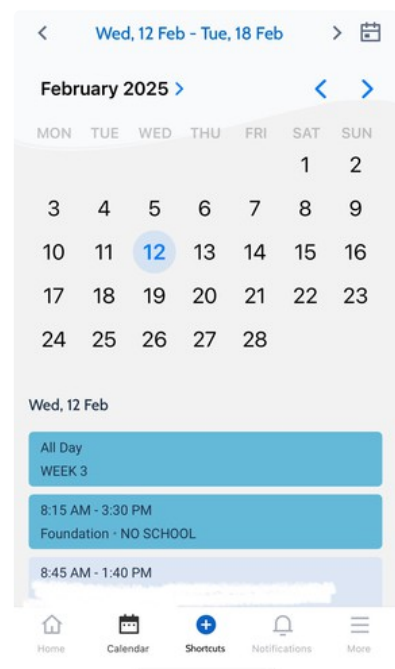 Wed, 12 Feb - Tue, 18 Feb
February 2025
MON TUE WED THU FRI SAT SUN
1 2
3 4 5 6 7 8 9
10 11 12 13 14 15 16
17 18 19 20 21 22 23
24 25 26 27 28
Wed, 12 Feb
All Day
WEEK 3
8:15 AM - 3:30 PM
Foundation · NO SCHOOL
8:45 AM - 1:40 PM
Home Calendar Shortcuts Notifications More